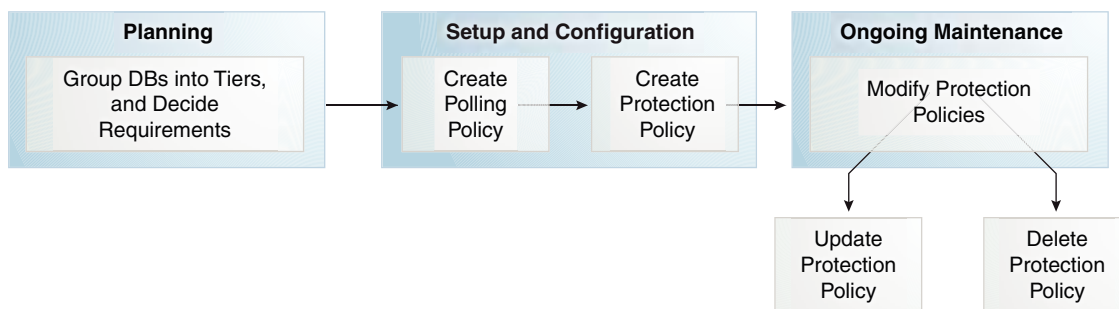 Planning
Group DBs into Tiers,
and Decide
Requirements
Setup and Configuration
Create
Polling
Policy
Create
Protection
Policy
Ongoing Maintenance
Modify Protection
Policies
Update
Protection
Policy
Delete
Protection
Policy